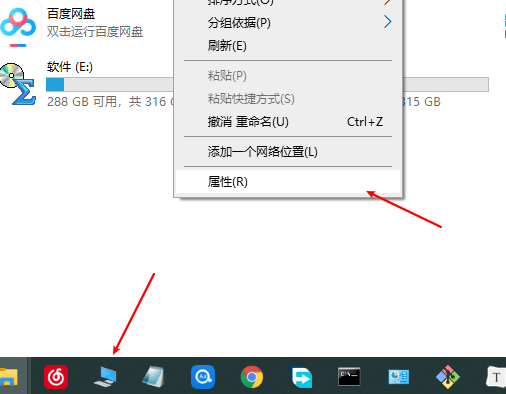 百度网盘
双击运行百度网盘
软件 (E:)
288 GB 可用，共 316 G
排序方式(O)
分组依据(P)
刷新(E)
粘贴(P)
粘贴快捷方式(S)
撤消 重命名(U) Ctrl+Z
815 GB
添加一个网络位置(L)
属性(R)
Aa
T